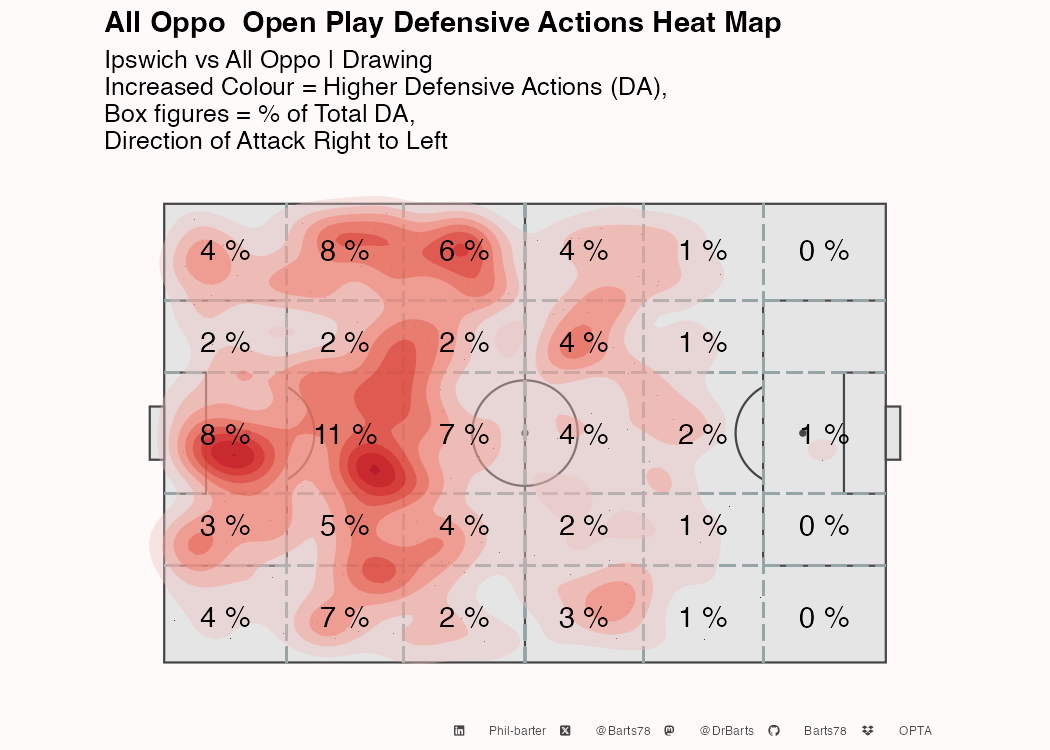 All Oppo  Open Play Defensive Actions Heat Map
Ipswich vs All Oppo | Drawing
Increased Colour = Higher Defensive Actions (DA),
Box figures = % of Total DA,
Direction of Attack Right to Left
4 % 8 % 6 % 4 % 1 % 0 %
2 % 2 % 2 % 4 % 1 %
8 % 11 % 7 % 4 % 2 % 1 %
3 % 5 % 4 % 2 % 1 % 0 %
4 % 7 % 2 % 3 % 1 % 0 %
Phil-barter @Barts78 @DrBarts Barts78 OPTA